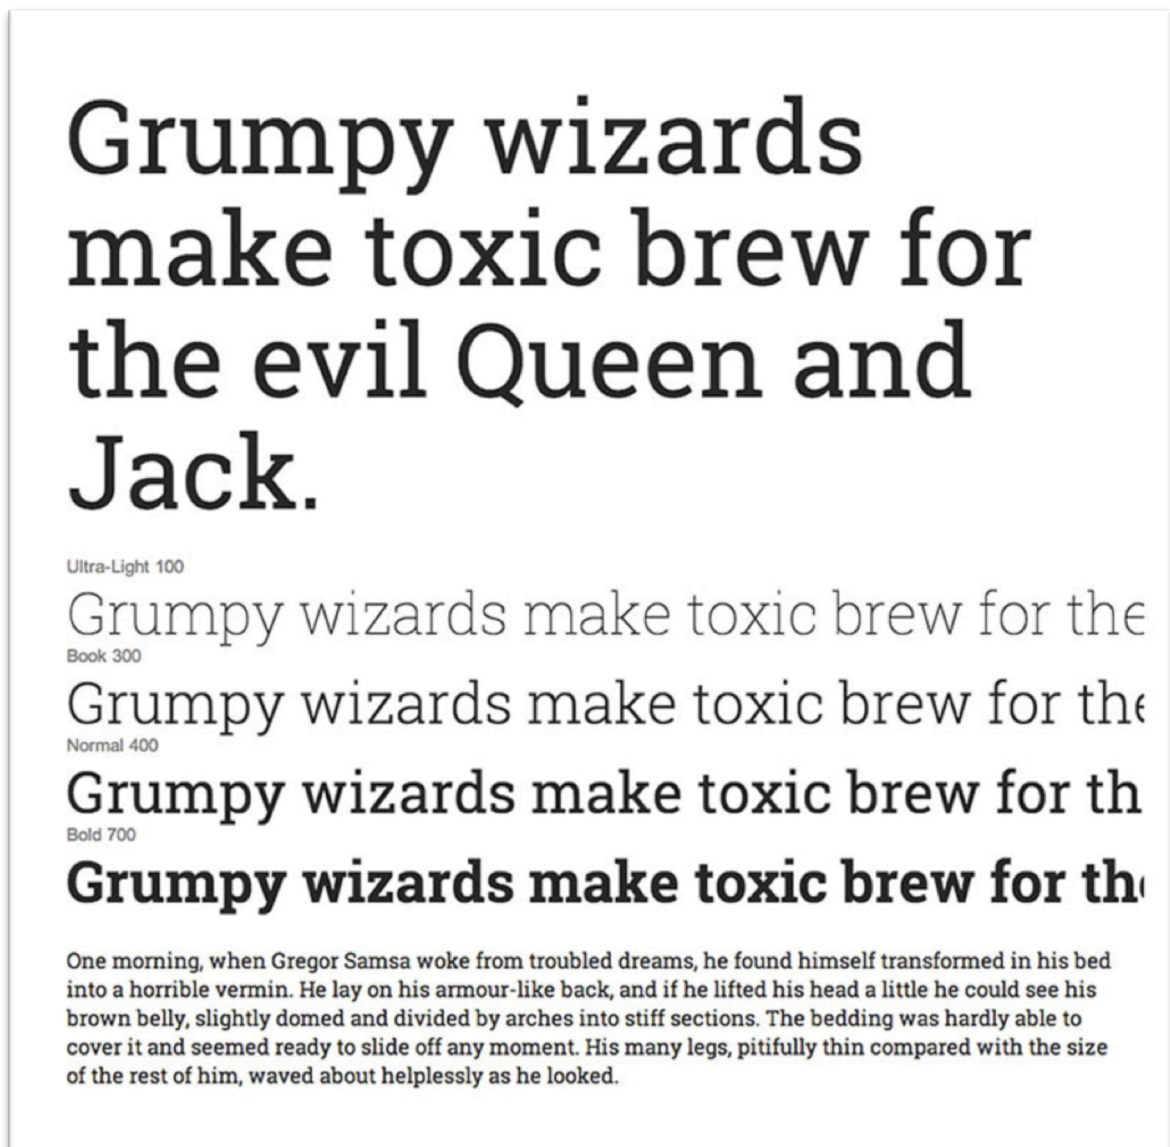 Grumpy wizards
make toxic brew for
the evil Queen and
Jack.
Ultra-Light 100
Grumpy wizards make toxic brew for the
Book 300
Grumpy wizards make toxic brew for the
Normal 400
Grumpy wizards make toxic brew for th
Bold 700
Grumpy wizards make toxic brew for the
One morning, when Gregor Samsa woke from troubled dreams, he found himself transformed in his bed
into a horrible vermin. He lay on his armour-like back, and if he lifted his head a little he could see his
brown belly, slightly domed and divided by arches into stiff sections. The bedding was hardly able to
cover it and seemed ready to slide off any moment. His many legs, pitifully thin compared with the size
of the rest of him, waved about helplessly as he looked.